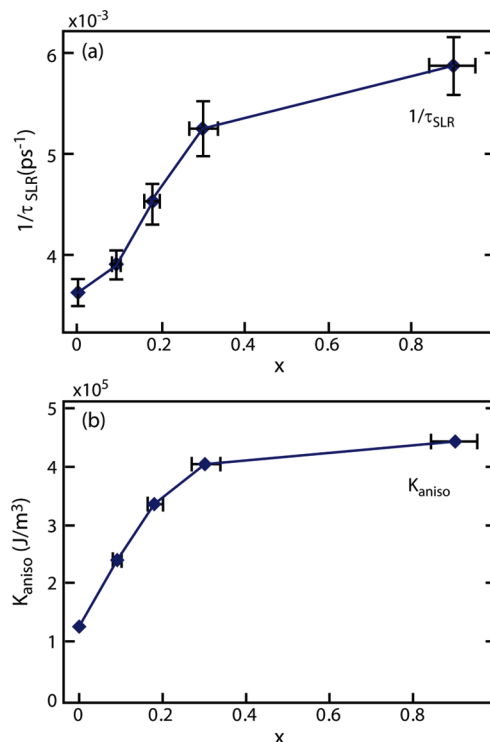 x10⁻³
(a)
6
5
4
1/τSLR(ps⁻¹)
1/τSLR
0 0.2 0.4 0.6 0.8
x
x10⁵
(b)
5
4
3
2
1
0
Kaniso (J/m³)
Kaniso
0 0.2 0.4 0.6 0.8
x